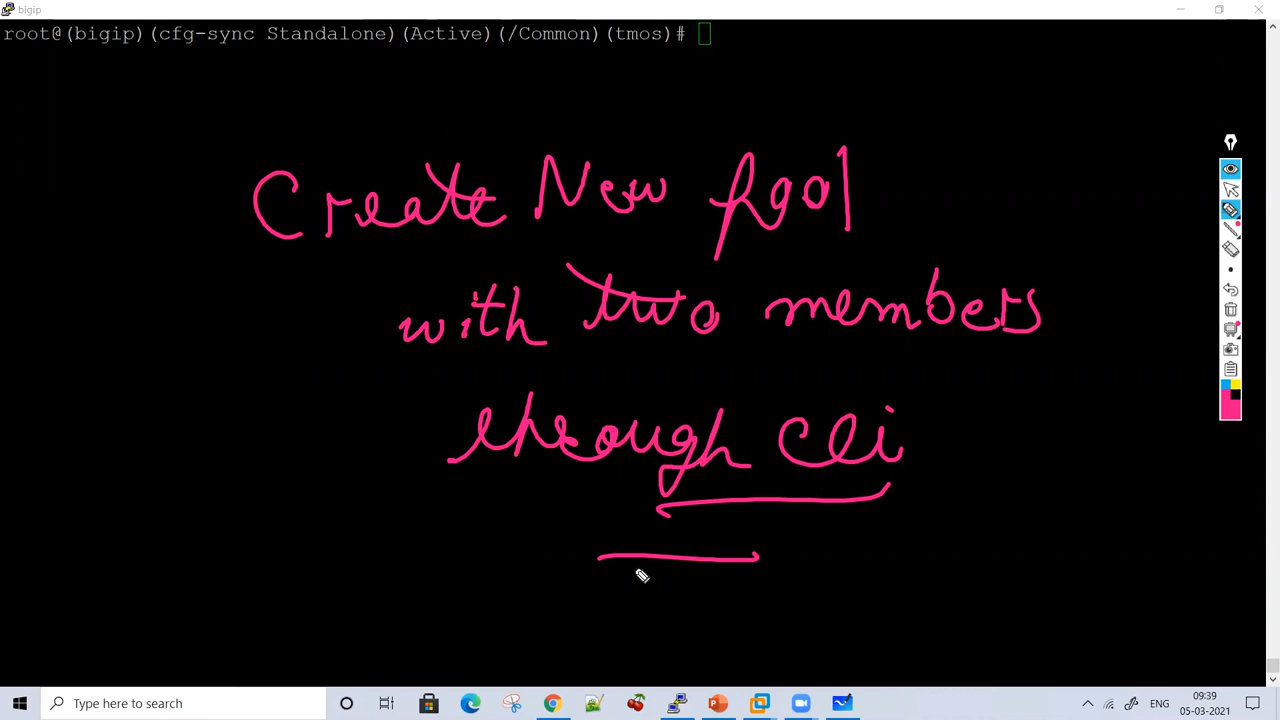 bigip
root@(bigip)(cfg-sync Standalone)(Active)(/Common)(tmos)#
Create New pool
with two members
through cli
Type here to search
ENG
09:39
05-03-2021